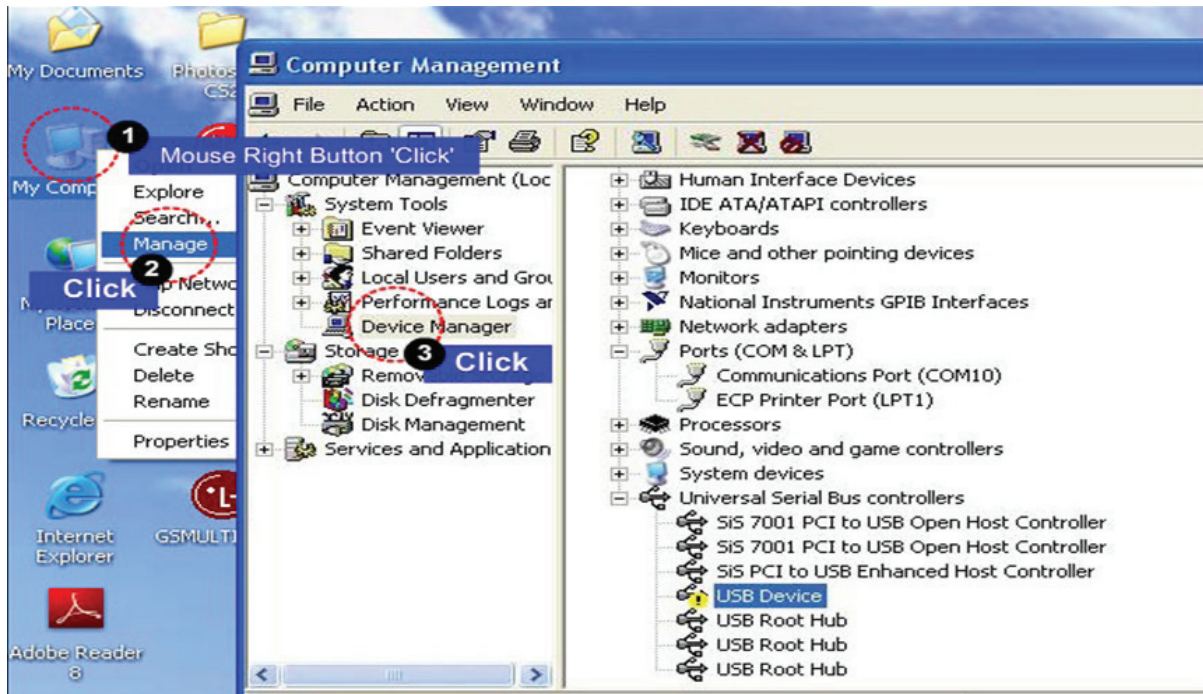 My Documents
Photos
CS2
My Comp
Internet
Explorer
GSMULTI
Place
Recycle
Adobe Reader
8
1
Mouse Right Button 'Click'
Explore
Search...
Manage
2
Click
Disconnect
Create Sho
Delete
Rename
Properties
Computer Management
File Action View Window Help
Computer Management (Loc
System Tools
Event Viewer
Shared Folders
Local Users and Grou
Performance Logs ar
Device Manager
3
Click
Storage
Disk Defragmenter
Disk Management
Services and Application
Human Interface Devices
IDE ATA/ATAPI controllers
Keyboards
Mice and other pointing devices
Monitors
National Instruments GPIB Interfaces
Network adapters
Ports (COM & LPT)
Communications Port (COM10)
ECP Printer Port (LPT1)
Processors
Sound, video and game controllers
System devices
Universal Serial Bus controllers
SiS 7001 PCI to USB Open Host Controller
SiS 7001 PCI to USB Open Host Controller
SiS PCI to USB Enhanced Host Controller
USB Device
USB Root Hub
USB Root Hub
USB Root Hub